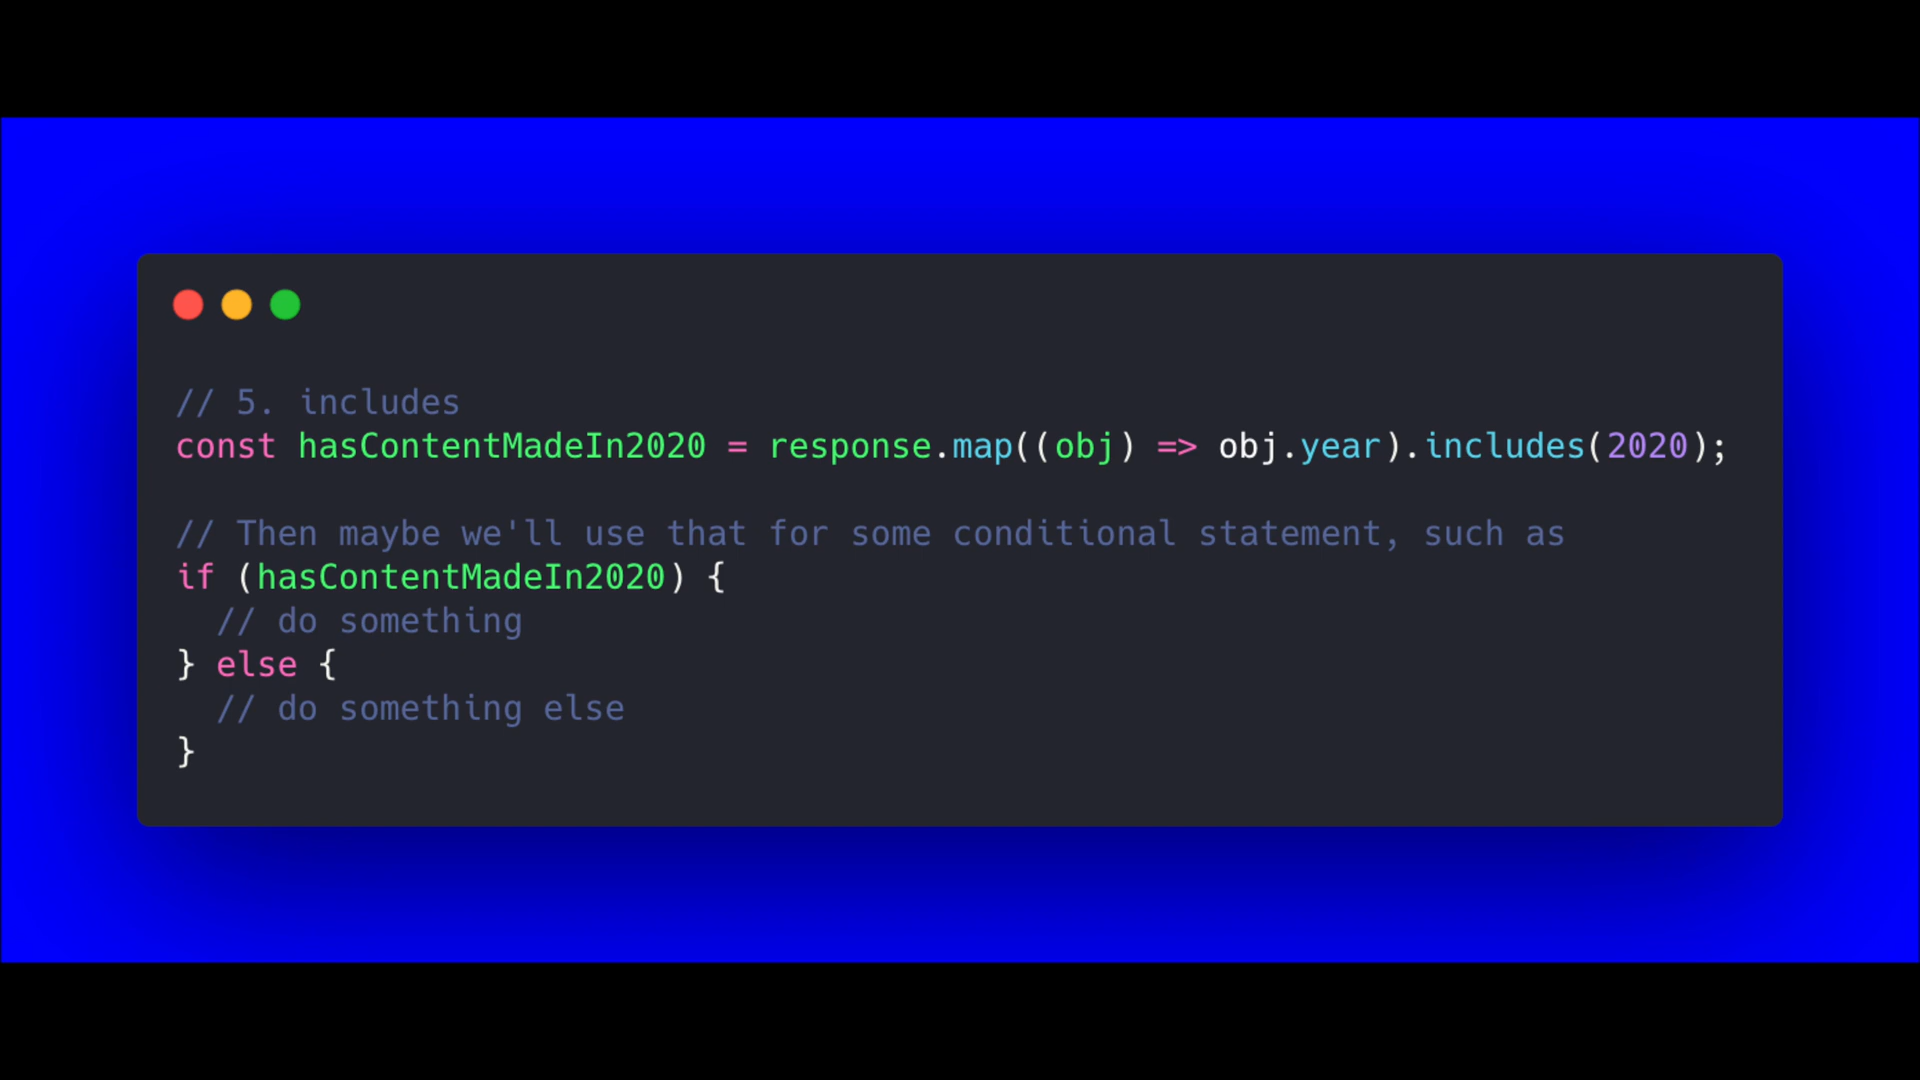 // 5. includes
const hasContentMadeIn2020 = response.map((obj) => obj.year).includes(2020);
// Then maybe we'll use that for some conditional statement, such as
if (hasContentMadeIn2020) {
  // do something
} else {
  // do something else
}